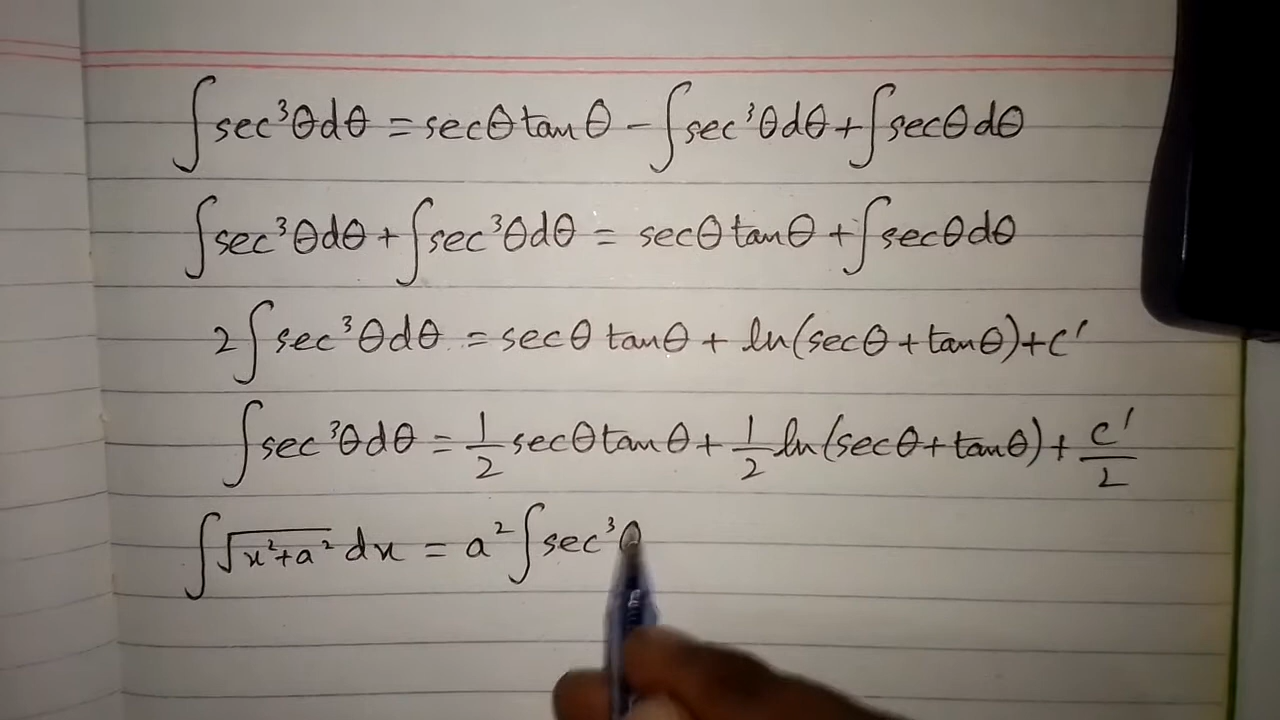 ∫sec³θdθ = secθ tanθ - ∫sec³θdθ + ∫secθdθ
∫sec³θdθ + ∫sec³θdθ = secθ tanθ + ∫secθdθ
2∫sec³θdθ = secθ tanθ + ln(secθ + tanθ) + c'
∫sec³θdθ = 1/2 secθ tanθ + 1/2 ln(secθ + tanθ) + c'/2
∫√(x²+a²) dx = a² ∫sec³θ